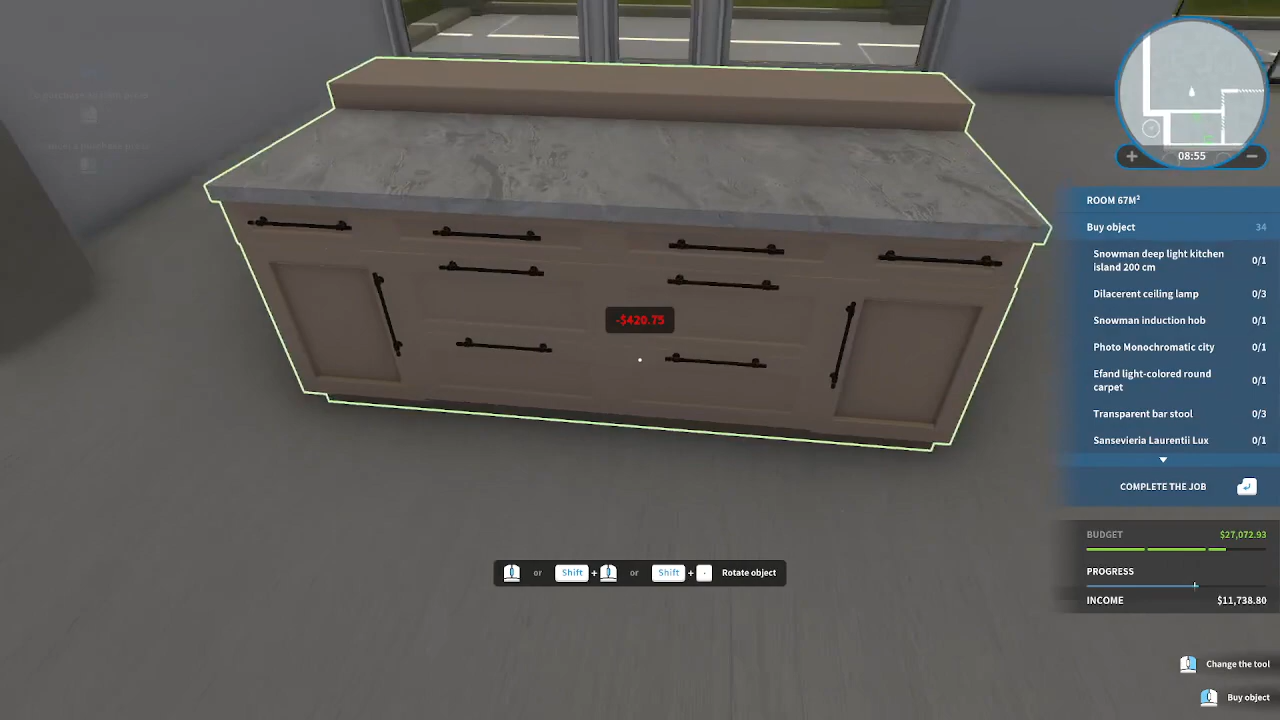 08:55
ROOM 67M²
Buy object 34
Snowman deep light kitchen
island 200 cm 0/1
Dilacerent ceiling lamp 0/3
Snowman induction hob 0/1
Photo Monochromatic city 0/1
Efand light-colored round
carpet 0/1
Transparent bar stool 0/3
Sansevieria Laurentii Lux 0/1
COMPLETE THE JOB
-$420.75
BUDGET $27,072.93
PROGRESS
INCOME $11,738.80
or Shift + or Shift + Rotate object
Change the tool
Buy object